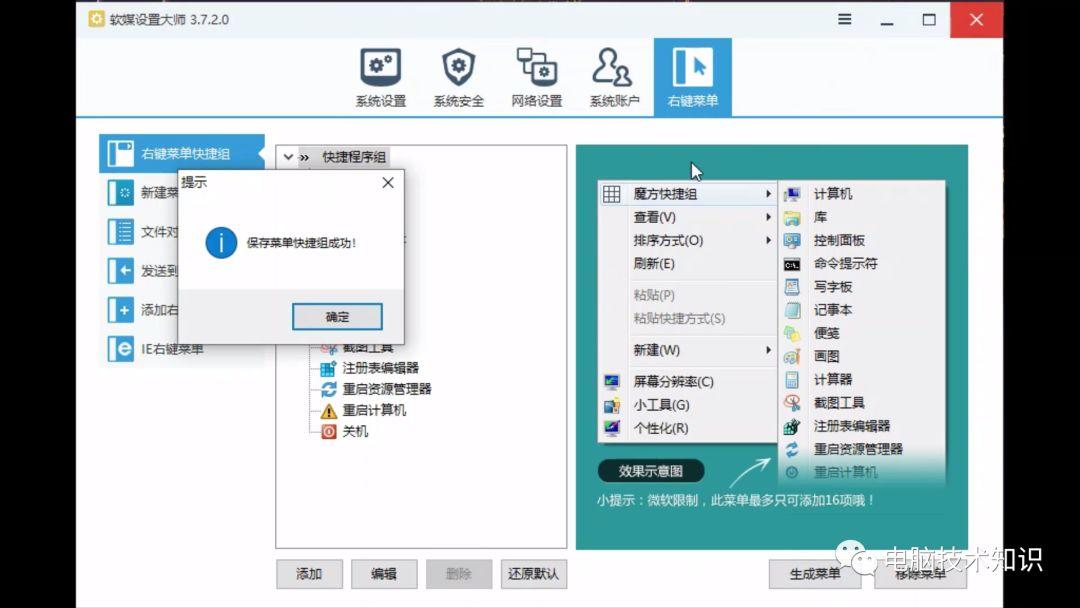 软媒设置大师 3.7.2.0
系统设置
系统安全
网络设置
系统账户
右键菜单
右键菜单快捷组
新建菜
文件对
发送到
添加右
IE右键菜单
快捷程序组
提示
保存菜单快捷组成功!
确定
截图工具
注册表编辑器
重启资源管理器
重启计算机
关机
添加
编辑
删除
还原默认
魔方快捷组
查看(V)
排序方式(O)
刷新(E)
粘贴(P)
粘贴快捷方式(S)
新建(W)
屏幕分辨率(C)
小工具(G)
个性化(R)
计算机
库
控制面板
命令提示符
写字板
记事本
便笺
画图
计算器
截图工具
注册表编辑器
重启资源管理器
重启计算机
效果示意图
小提示：微软限制，此菜单最多只可添加16项哦！
生成菜单
移除菜单
电脑技术知识